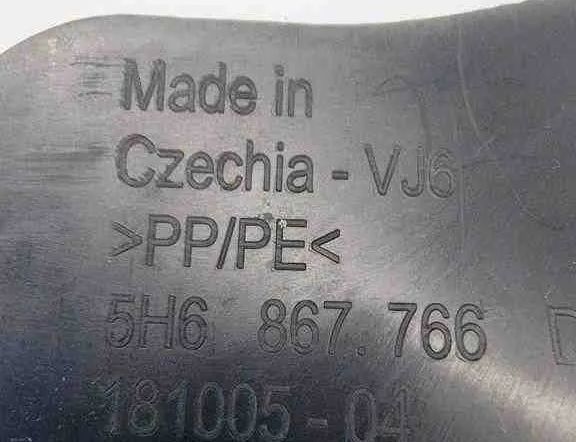 Made in
Czechia - VJ6
>PP/PE<
5H6 867.766 D
181005 - 04